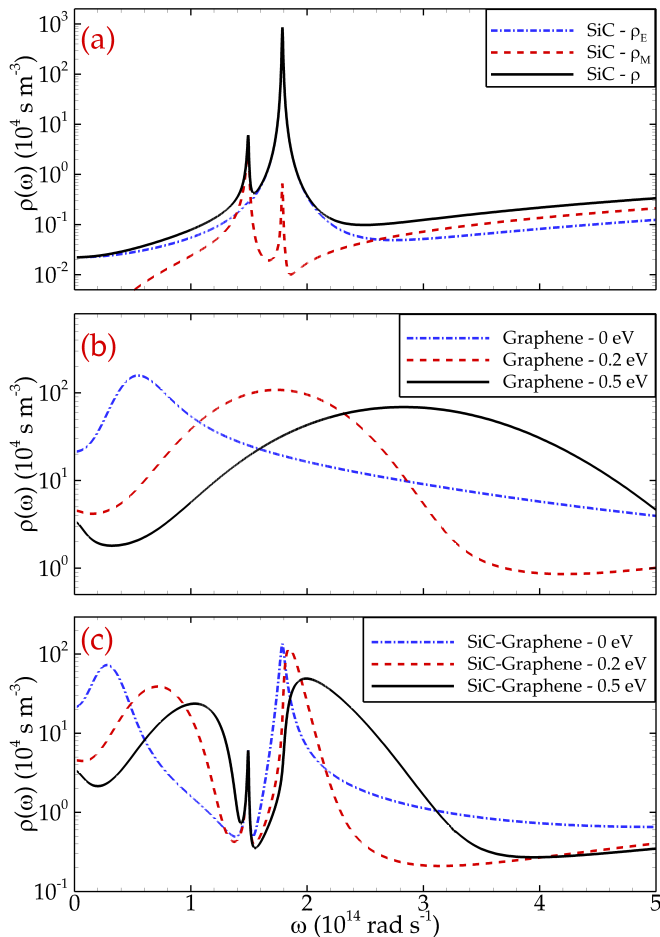 (a)
SiC - ρE
SiC - ρM
SiC - ρ
ρ(ω) (10⁴ s m⁻³)
10³
10²
10¹
10⁰
10⁻¹
10⁻²
(b)
Graphene - 0 eV
Graphene - 0.2 eV
Graphene - 0.5 eV
ρ(ω) (10⁴ s m⁻³)
10²
10¹
10⁰
(c)
SiC-Graphene - 0 eV
SiC-Graphene - 0.2 eV
SiC-Graphene - 0.5 eV
ρ(ω) (10⁴ s m⁻³)
10²
10¹
10⁰
10⁻¹
0 1 2 3 4 5
ω (10¹⁴ rad s⁻¹)